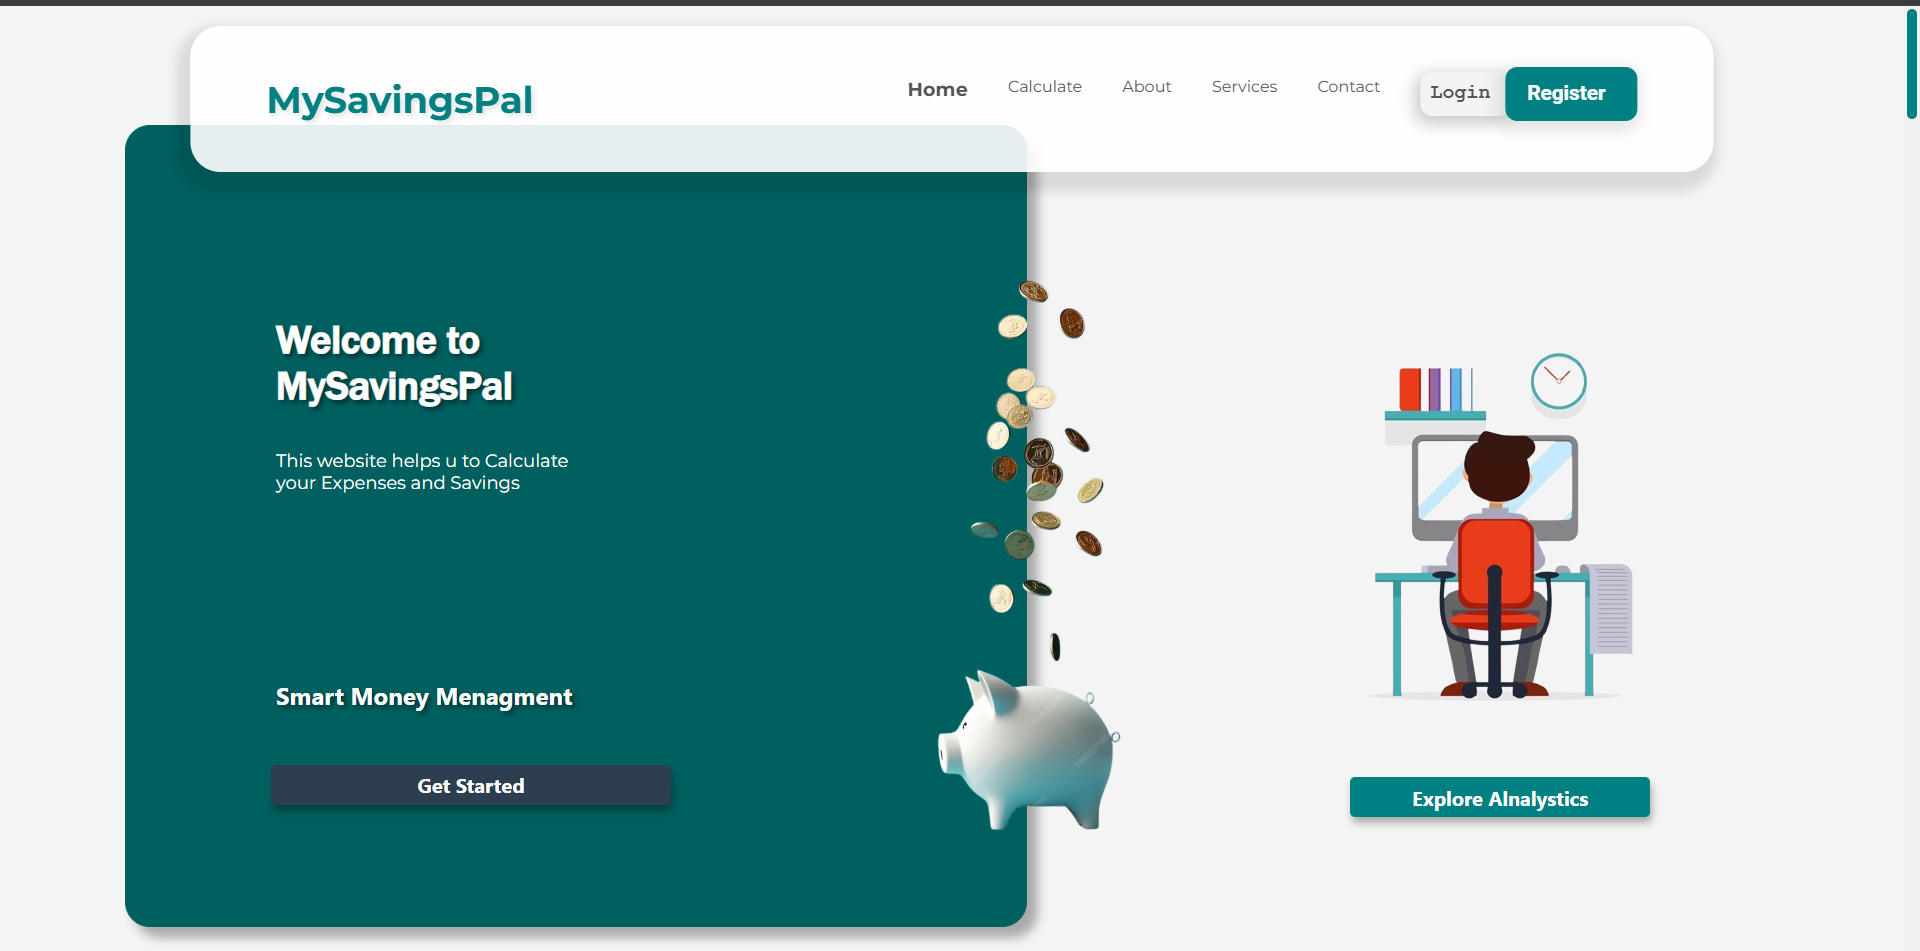 MySavingsPal
Home
Calculate
About
Services
Contact
Login
Register
Welcome to
MySavingsPal
This website helps u to Calculate
your Expenses and Savings
Smart Money Menagment
Get Started
Explore Alnalystics